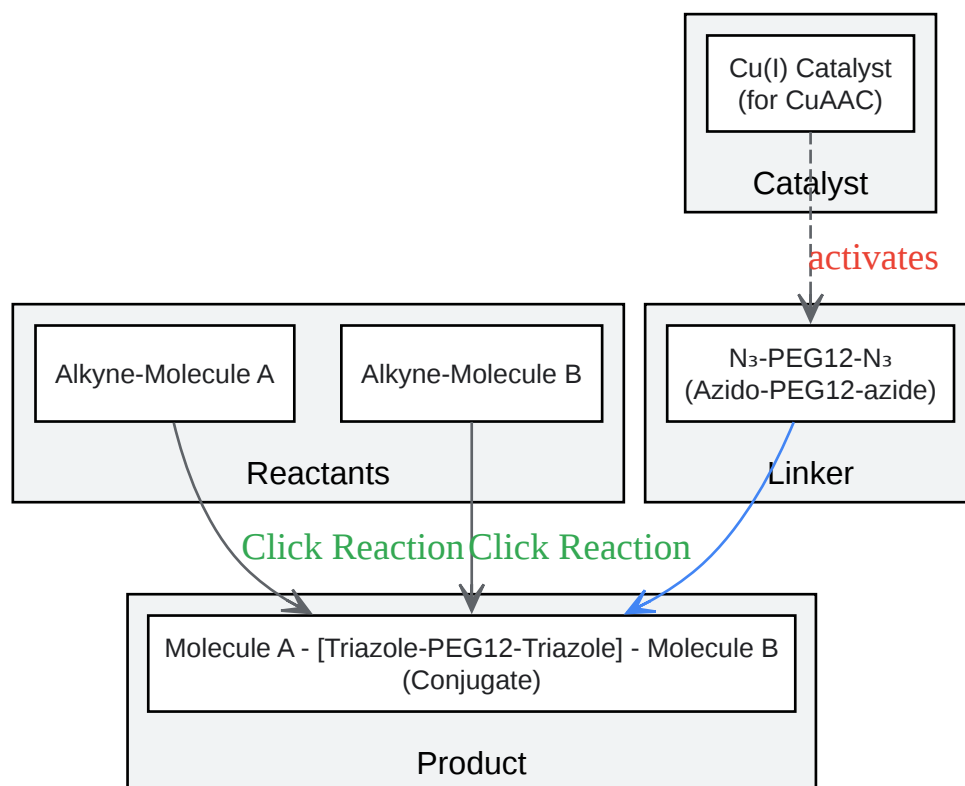 Cu(I) Catalyst
(for CuAAC)
Catalyst
activates
Alkyne-Molecule A
Alkyne-Molecule B
N₃-PEG12-N₃
(Azido-PEG12-azide)
Reactants
Linker
Click Reaction
Click Reaction
Molecule A - [Triazole-PEG12-Triazole] - Molecule B
(Conjugate)
Product